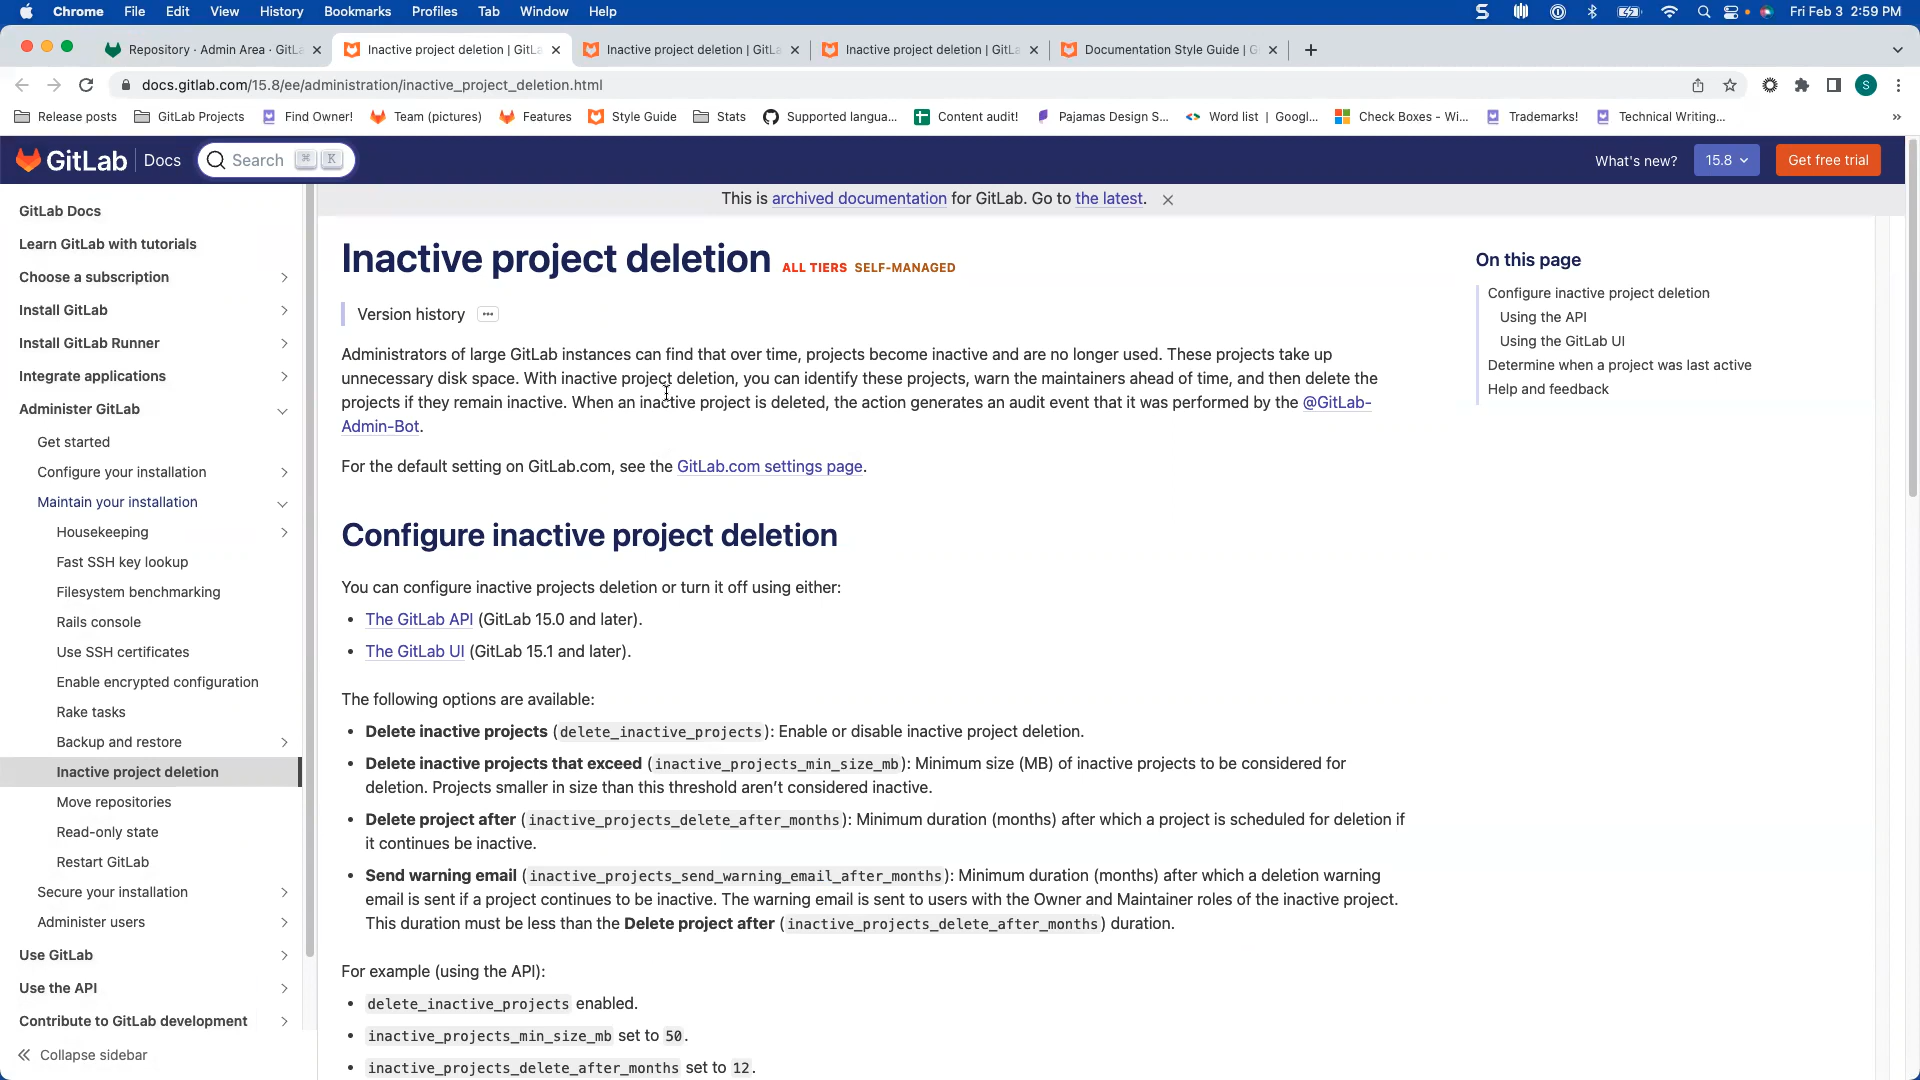 Chrome File Edit View History Bookmarks Profiles Tab Window Help Fri Feb 3 2:59 PM
Repository · Admin Area · GitLa Inactive project deletion | GitLa Inactive project deletion | GitLa Inactive project deletion | GitLa Documentation Style Guide | G
docs.gitlab.com/15.8/ee/administration/inactive_project_deletion.html S
Release posts GitLab Projects Find Owner! Team (pictures) Features Style Guide Stats Supported langua... Content audit! Pajamas Design S... Word list | Googl... Check Boxes - Wi... Trademarks! Technical Writing... »
GitLab Docs Search ⌘ K What's new? 15.8 Get free trial
This is archived documentation for GitLab. Go to the latest.
GitLab Docs
Learn GitLab with tutorials
Choose a subscription
Install GitLab
Install GitLab Runner
Integrate applications
Administer GitLab
Get started
Configure your installation
Maintain your installation
Housekeeping
Fast SSH key lookup
Filesystem benchmarking
Rails console
Use SSH certificates
Enable encrypted configuration
Rake tasks
Backup and restore
Inactive project deletion
Move repositories
Read-only state
Restart GitLab
Secure your installation
Administer users
Use GitLab
Use the API
Contribute to GitLab development
Collapse sidebar
Inactive project deletion ALL TIERS SELF-MANAGED
Version history ...
Administrators of large GitLab instances can find that over time, projects become inactive and are no longer used. These projects take up
unnecessary disk space. With inactive project deletion, you can identify these projects, warn the maintainers ahead of time, and then delete the
projects if they remain inactive. When an inactive project is deleted, the action generates an audit event that it was performed by the @GitLab-
Admin-Bot.
For the default setting on GitLab.com, see the GitLab.com settings page.
Configure inactive project deletion
You can configure inactive projects deletion or turn it off using either:
• The GitLab API (GitLab 15.0 and later).
• The GitLab UI (GitLab 15.1 and later).
The following options are available:
• Delete inactive projects (delete_inactive_projects): Enable or disable inactive project deletion.
• Delete inactive projects that exceed (inactive_projects_min_size_mb): Minimum size (MB) of inactive projects to be considered for
deletion. Projects smaller in size than this threshold aren't considered inactive.
• Delete project after (inactive_projects_delete_after_months): Minimum duration (months) after which a project is scheduled for deletion if
it continues be inactive.
• Send warning email (inactive_projects_send_warning_email_after_months): Minimum duration (months) after which a deletion warning
email is sent if a project continues to be inactive. The warning email is sent to users with the Owner and Maintainer roles of the inactive project.
This duration must be less than the Delete project after (inactive_projects_delete_after_months) duration.
For example (using the API):
• delete_inactive_projects enabled.
• inactive_projects_min_size_mb set to 50.
• inactive_projects_delete_after_months set to 12.
On this page
Configure inactive project deletion
Using the API
Using the GitLab UI
Determine when a project was last active
Help and feedback